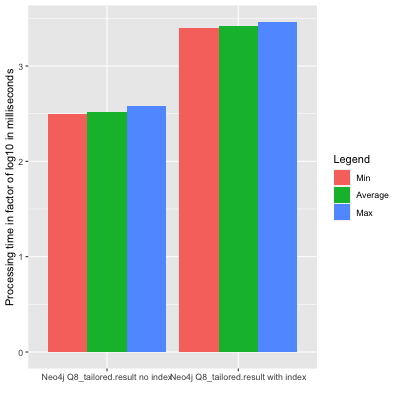 Processing time in factor of log10 in milliseconds
3
2
1
0
Neo4j Q8_tailored.result no index
Neo4j Q8_tailored.result with index
Legend
Min
Average
Max